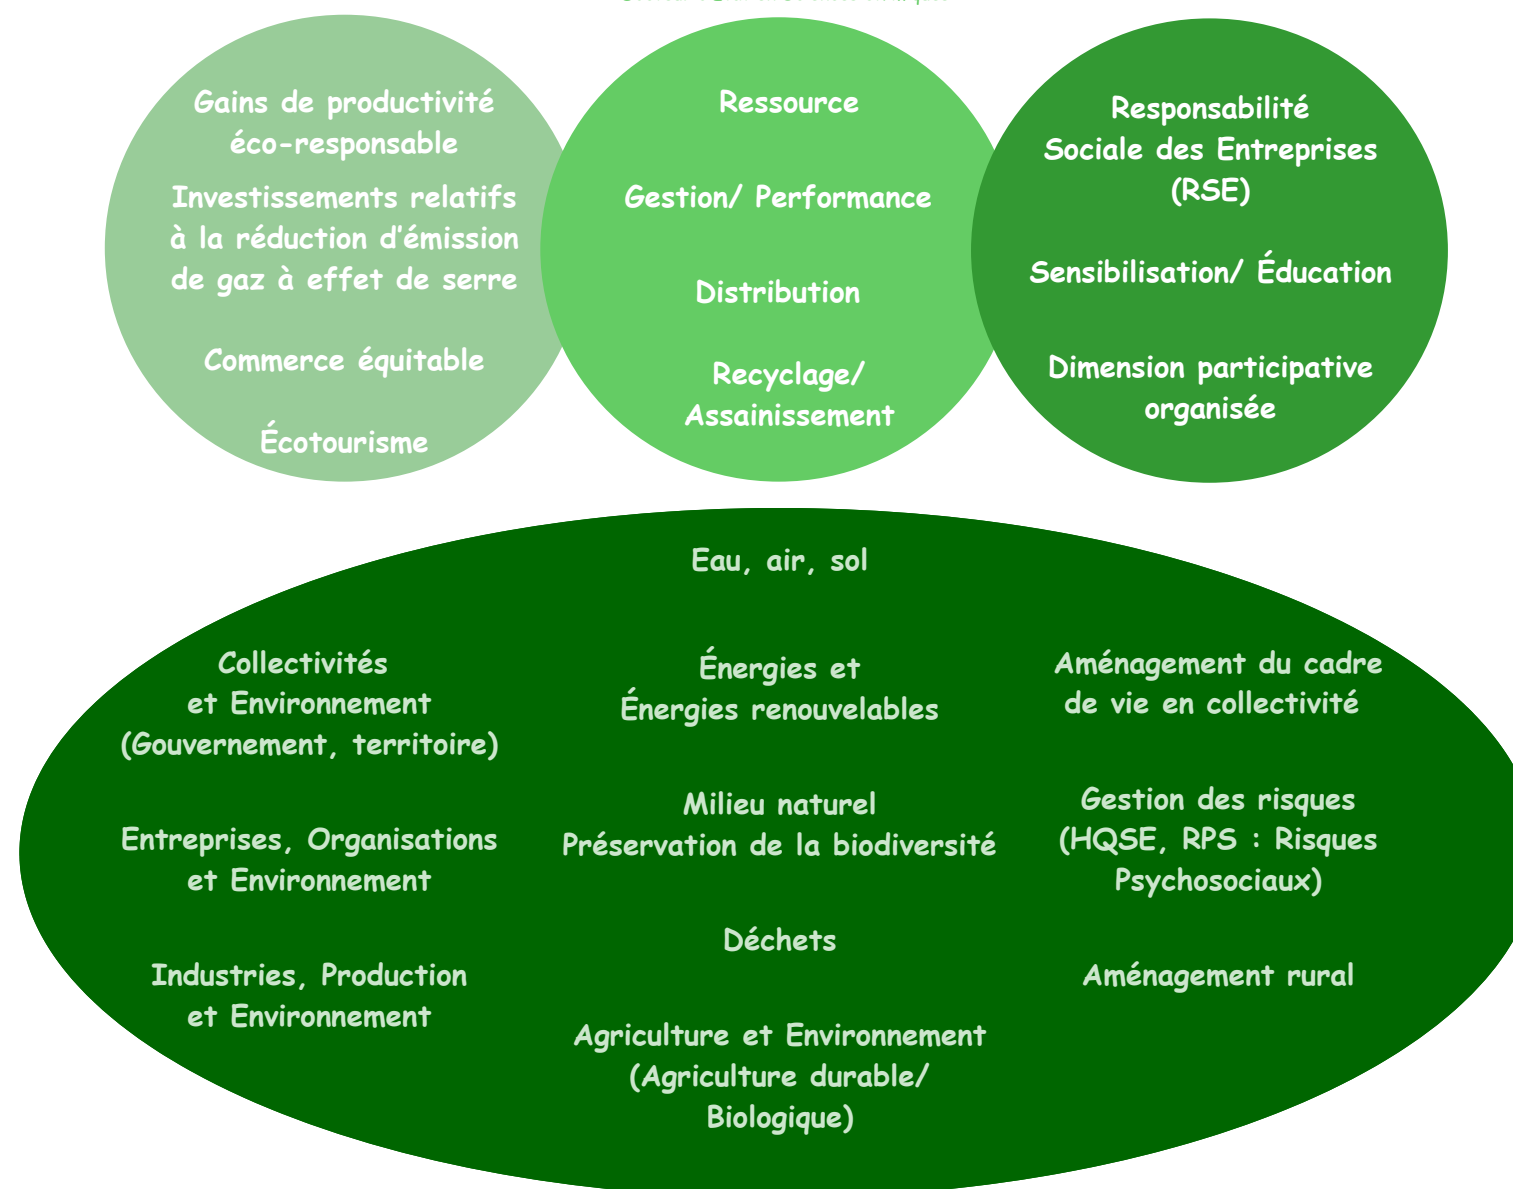 Gains de productivité
éco-responsable
Investissements relatifs
à la réduction d’émission
de gaz à effet de serre
Commerce équitable
Écotourisme
Ressource
Gestion/ Performance
Distribution
Recyclage/
Assainissement
Responsabilité
Sociale des Entreprises
(RSE)
Sensibilisation/ Éducation
Dimension participative
organisée
Eau, air, sol
Collectivités
et Environnement
(Gouvernement, territoire)
Entreprises, Organisations
et Environnement
Industries, Production
et Environnement
Énergies et
Énergies renouvelables
Milieu naturel
Préservation de la biodiversité
Déchets
Agriculture et Environnement
(Agriculture durable/
Biologique)
Aménagement du cadre
de vie en collectivité
Gestion des risques
(HQSE, RPS : Risques
Psychosociaux)
Aménagement rural